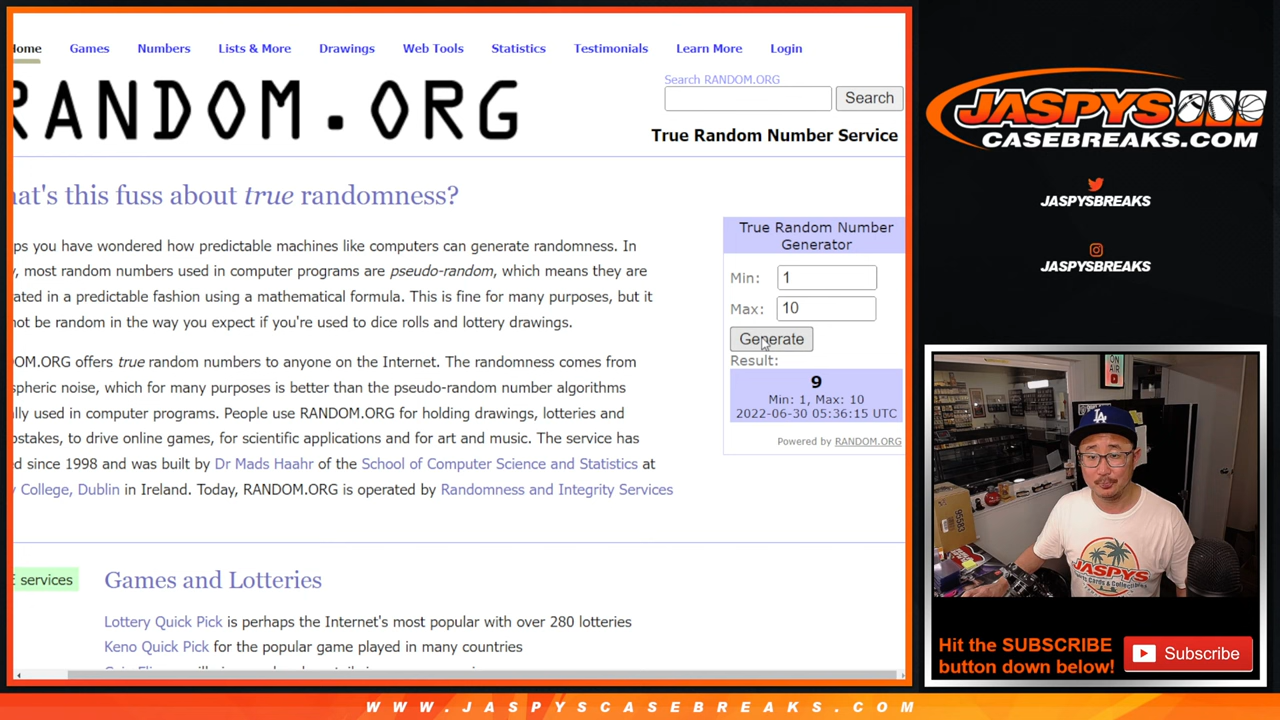 Home Games Numbers Lists & More Drawings Web Tools Statistics Testimonials Learn More Login
RANDOM.ORG
Search RANDOM.ORG
Search
True Random Number Service
hat's this fuss about true randomness?
aps you have wondered how predictable machines like computers can generate randomness. In
, most random numbers used in computer programs are pseudo-random, which means they are
ated in a predictable fashion using a mathematical formula. This is fine for many purposes, but it
not be random in the way you expect if you're used to dice rolls and lottery drawings.
OM.ORG offers true random numbers to anyone on the Internet. The randomness comes from
spheric noise, which for many purposes is better than the pseudo-random number algorithms
lly used in computer programs. People use RANDOM.ORG for holding drawings, lotteries and
pstakes, to drive online games, for scientific applications and for art and music. The service has
d since 1998 and was built by Dr Mads Haahr of the School of Computer Science and Statistics at
College, Dublin in Ireland. Today, RANDOM.ORG is operated by Randomness and Integrity Services
True Random Number
Generator
Min: 1
Max: 10
Generate
Result:
9
Min: 1, Max: 10
2022-06-30 05:36:15 UTC
Powered by RANDOM.ORG
E services
Games and Lotteries
Lottery Quick Pick is perhaps the Internet's most popular with over 280 lotteries
Keno Quick Pick for the popular game played in many countries
JASPYS
CASEBREAKS.COM
JASPYSBREAKS
JASPYSBREAKS
ON
AIR
LA
95583
JASPYS
Hit the SUBSCRIBE
button down below!
Subscribe
WWW.JASPYSCASEBREAKS.COM